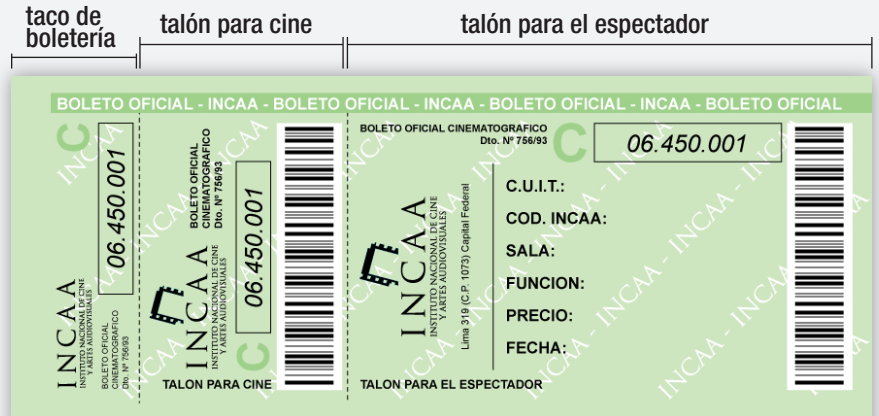 taco de
boletería
talón para cine
talón para el espectador
BOLETO OFICIAL - INCAA - BOLETO OFICIAL - INCAA - BOLETO OFICIAL - INCAA - BOLETO OFICIAL
C
06.450.001
INCAA
INSTITUTO NACIONAL DE CINE
Y ARTES AUDIOVISUALES
BOLETO OFICIAL
CINEMATOGRAFICO
Dto. Nº 756/93
BOLETO OFICIAL
CINEMATOGRAFICO
Dto. Nº 756/93
INCAA
INSTITUTO NACIONAL DE CINE
Y ARTES AUDIOVISUALES
06.450.001
C
TALON PARA CINE
BOLETO OFICIAL CINEMATOGRAFICO
Dto. Nº 756/93
C
06.450.001
INCAA
INSTITUTO NACIONAL DE CINE
Y ARTES AUDIOVISUALES
Lima 319 (C.P. 1073) Capital Federal
C.U.I.T.:
COD. INCAA:
SALA:
FUNCION:
PRECIO:
FECHA:
TALON PARA EL ESPECTADOR
INCAA - INCAA - INCAA - INCAA